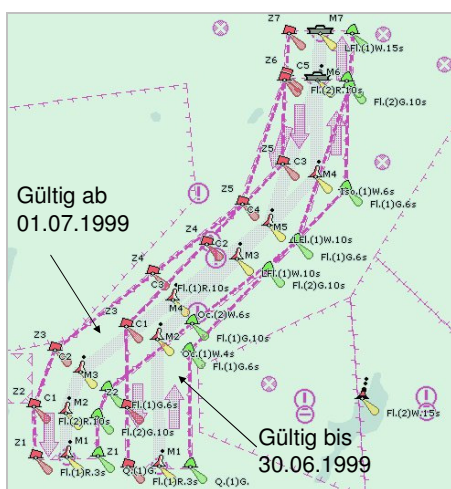 Z7 M7
LFl.(1)W.15s
Z6 C5 M6
Fl.(2)R.10s
Fl.(2)G.10s
Z5 C3 M4
Iso.(1)W.6s
Fl.(1)G.6s
Gültig ab
01.07.1999
Z5 C4
M5
LFl.(1)W.10s
Fl.(1)G.6s
Z4 C2
M3
LFl.(1)W.10s
Fl.(2)G.10s
Z4 C3
Fl.(1)R.10s
M4
Oc.(2)W.6s
Fl.(1)G.10s
Z3 C1
M2
Oc.(1)W.4s
Fl.(1)G.6s
Z3 C2
M3
Z2 C1
M2
C2
Fl.(1)G.6s
Fl.(2)R.10s
Fl.(2)G.10s
Fl.(2)W.15s
Gültig bis
30.06.1999
Z1 M1 Z1 M1
Fl.(1)R.3s
Q.(1)G.
Fl.(1)R.3s
Q.(1)G.